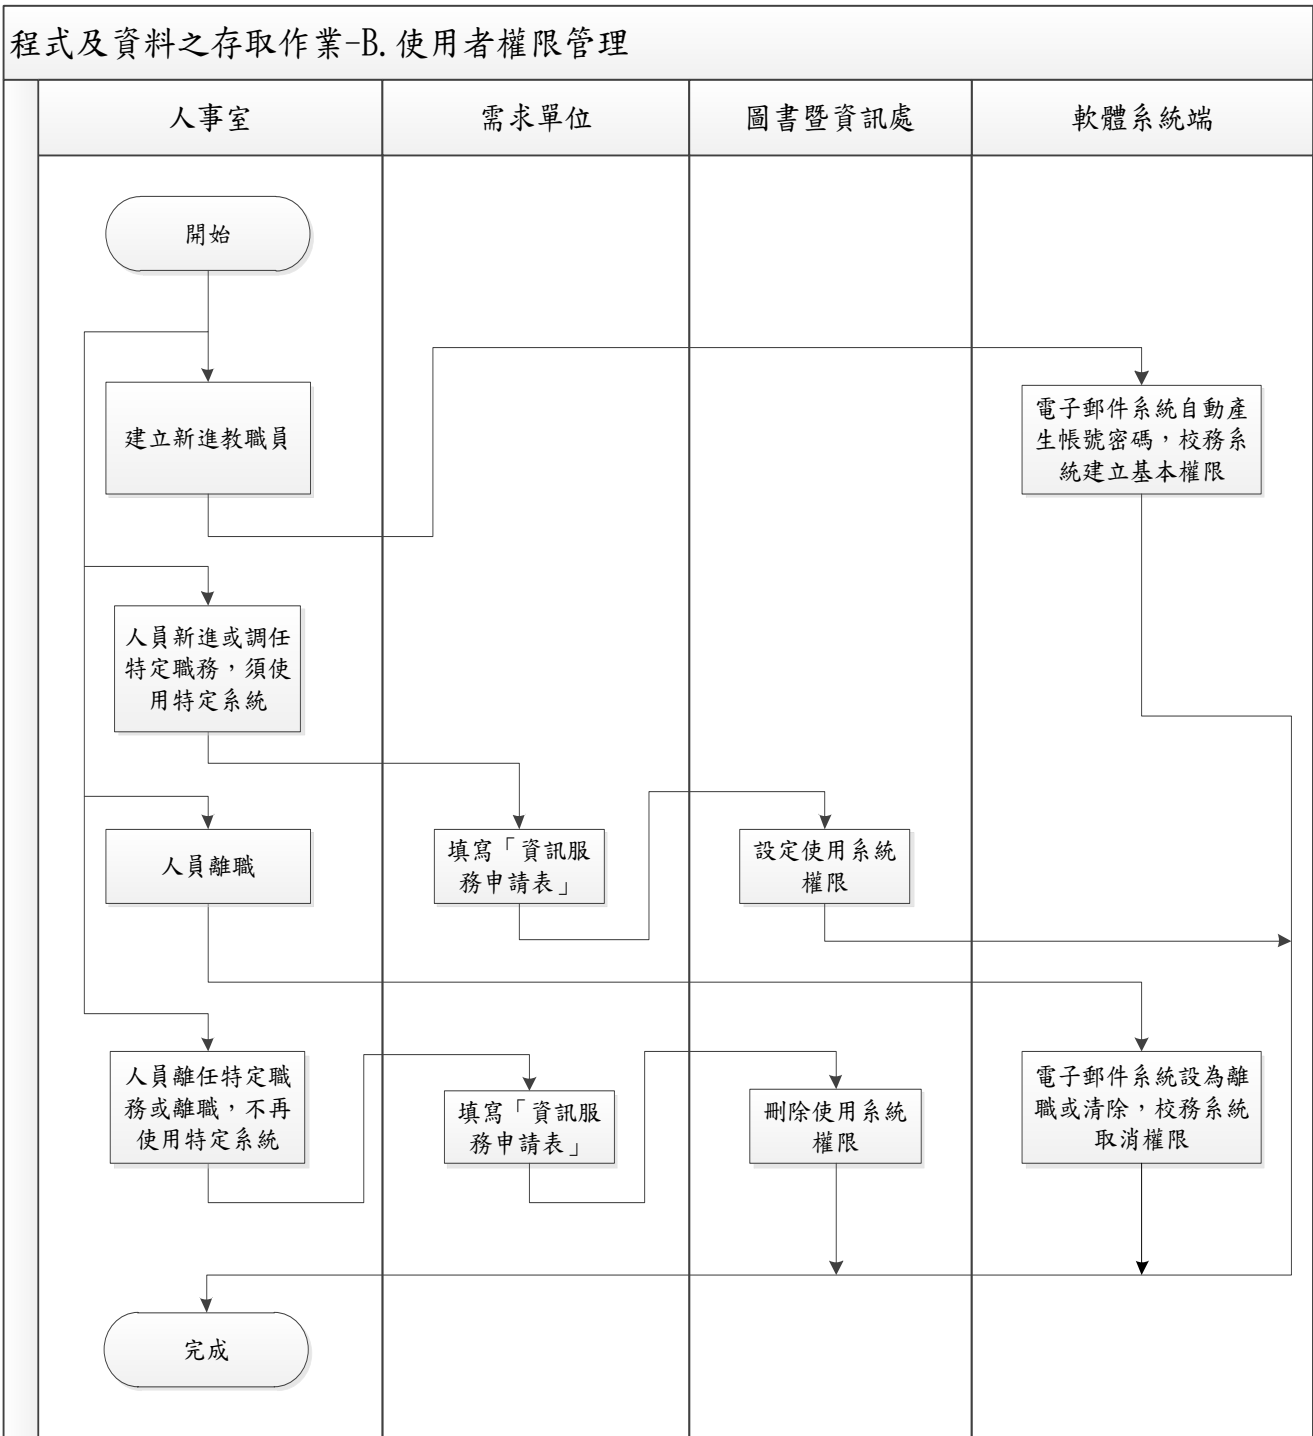 程式及資料之存取作業-B.使用者權限管理
人事室
需求單位
圖書暨資訊處
軟體系統端
開始
建立新進教職員
電子郵件系統自動產
生帳號密碼，校務系
統建立基本權限
人員新進或調任
特定職務，須使
用特定系統
人員離職
填寫「資訊服
務申請表」
設定使用系統
權限
人員離任特定職
務或離職，不再
使用特定系統
填寫「資訊服
務申請表」
刪除使用系統
權限
電子郵件系統設為離
職或清除，校務系統
取消權限
完成